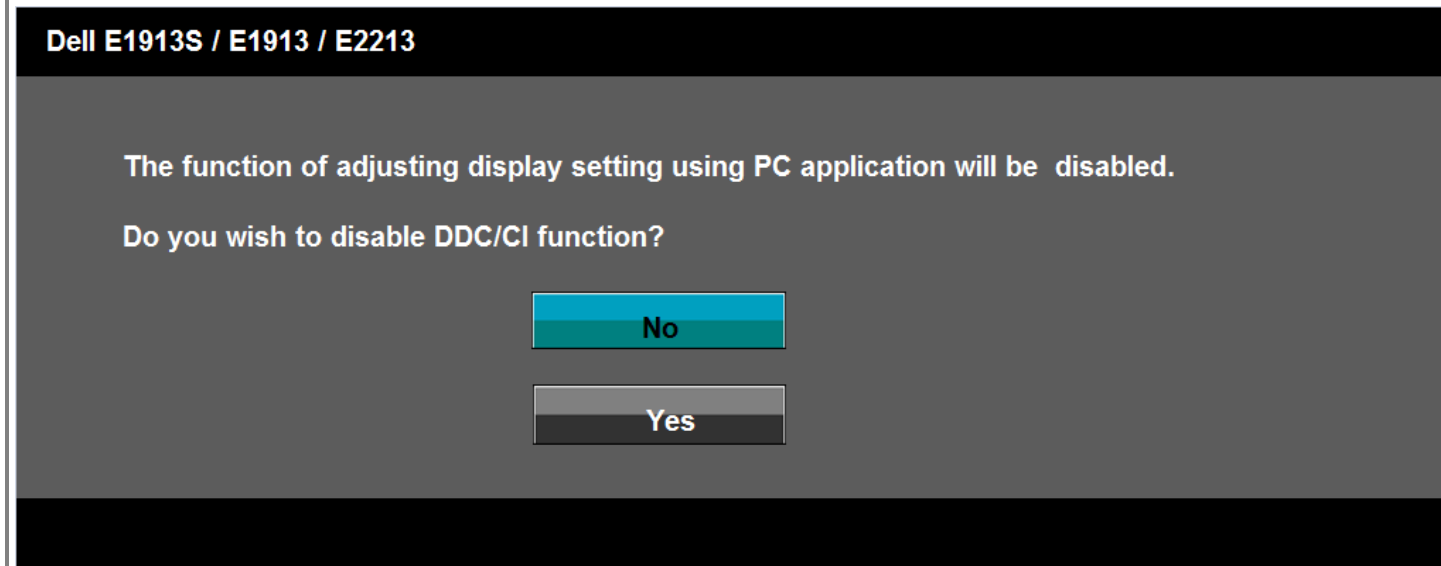 Dell E1913S / E1913 / E2213
The function of adjusting display setting using PC application will be  disabled.
Do you wish to disable DDC/CI function?
No
Yes